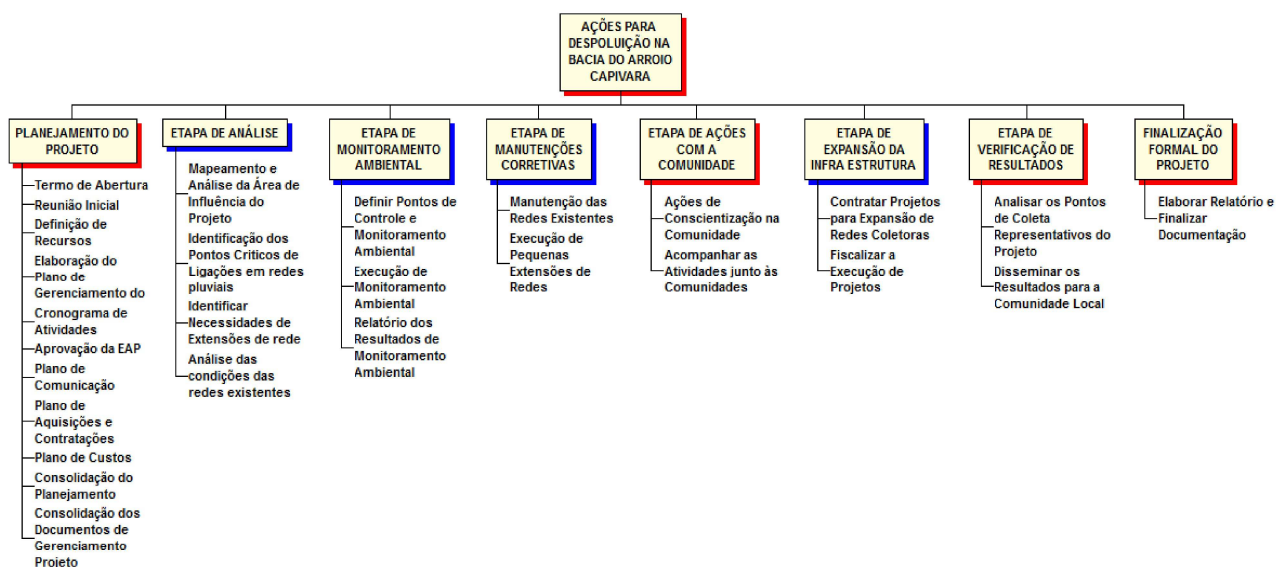 AÇÕES PARA
DESPOLUIÇÃO NA
BACIA DO ARROIO
CAPIVARA
PLANEJAMENTO DO
PROJETO
Termo de Abertura
Reunião Inicial
Definição de
Recursos
Elaboração do
Plano de
Gerenciamento do
Cronograma de
Atividades
Aprovação da EAP
Plano de
Comunicação
Plano de
Aquisições e
Contratações
Plano de Custos
Consolidação do
Planejamento
Consolidação dos
Documentos de
Gerenciamento
Projeto
ETAPA DE ANÁLISE
Mapeamento e
Análise da Área de
Influência do
Projeto
Identificação dos
Pontos Criticos de
Ligações em redes
pluviais
Identificar
Necessidades de
Extensões de rede
Análise das
condições das
redes existentes
ETAPA DE
MONITORAMENTO
AMBIENTAL
Definir Pontos de
Controle e
Monitoramento
Ambiental
Execução de
Monitoramento
Ambiental
Relatório dos
Resultados de
Monitoramento
Ambiental
ETAPA DE
MANUTENÇÕES
CORRETIVAS
Manutenção das
Redes Existentes
Execução de
Pequenas
Extensões de
Redes
ETAPA DE AÇÕES
COM A
COMUNIDADE
Ações de
Conscientização na
Comunidade
Acompanhar as
Atividades junto às
Comunidades
ETAPA DE
EXPANSÃO DA
INFRA ESTRUTURA
Contratar Projetos
para Expansão de
Redes Coletoras
Fiscalizar a
Execução de
Projetos
ETAPA DE
VERIFICAÇÃO DE
RESULTADOS
Analisar os Pontos
de Coleta
Representativos do
Projeto
Disseminar os
Resultados para a
Comunidade Local
FINALIZAÇÃO
FORMAL DO
PROJETO
Elaborar Relatório e
Finalizar
Documentação